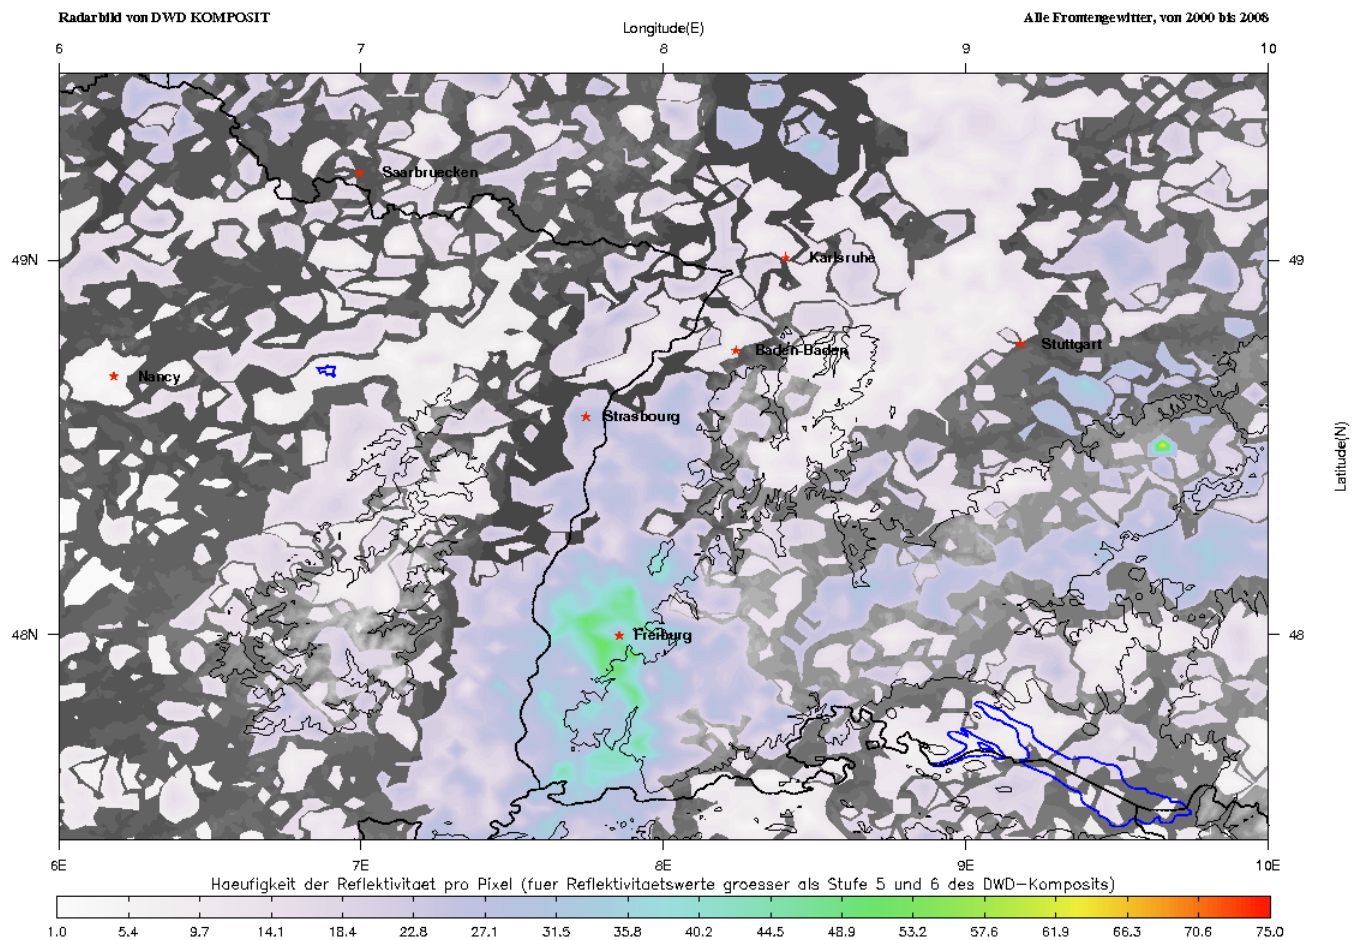 Radarbild von DWD KOMPOSIT
Alle Frontengewitter, von 2000 bis 2008
Longitude(E)
6 7 8 9 10
Saarbruecken
49N
Karlsruhe
49
Baden-Baden
Stuttgart
Nancy
Strasbourg
Latitude(N)
48N
Freiburg
48
6E 7E 8E 9E 10E
Haeufigkeit der Reflektivitaet pro Pixel (fuer Reflektivitaetswerte groesser als Stufe 5 und 6 des DWD-Komposits)
1.0 5.4 9.7 14.1 18.4 22.8 27.1 31.5 35.8 40.2 44.5 48.9 53.2 57.6 61.9 66.3 70.6 75.0